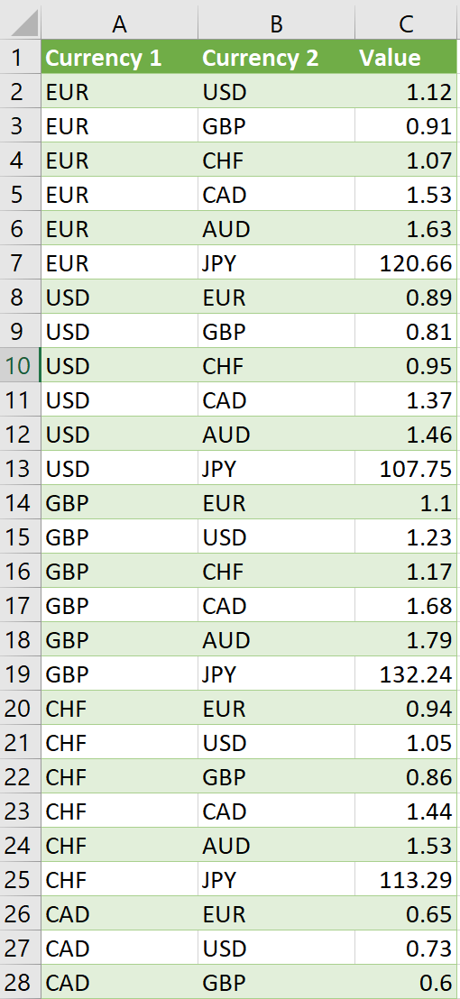 A B C
1 Currency 1 Currency 2 Value
2 EUR USD 1.12
3 EUR GBP 0.91
4 EUR CHF 1.07
5 EUR CAD 1.53
6 EUR AUD 1.63
7 EUR JPY 120.66
8 USD EUR 0.89
9 USD GBP 0.81
10 USD CHF 0.95
11 USD CAD 1.37
12 USD AUD 1.46
13 USD JPY 107.75
14 GBP EUR 1.1
15 GBP USD 1.23
16 GBP CHF 1.17
17 GBP CAD 1.68
18 GBP AUD 1.79
19 GBP JPY 132.24
20 CHF EUR 0.94
21 CHF USD 1.05
22 CHF GBP 0.86
23 CHF CAD 1.44
24 CHF AUD 1.53
25 CHF JPY 113.29
26 CAD EUR 0.65
27 CAD USD 0.73
28 CAD GBP 0.6